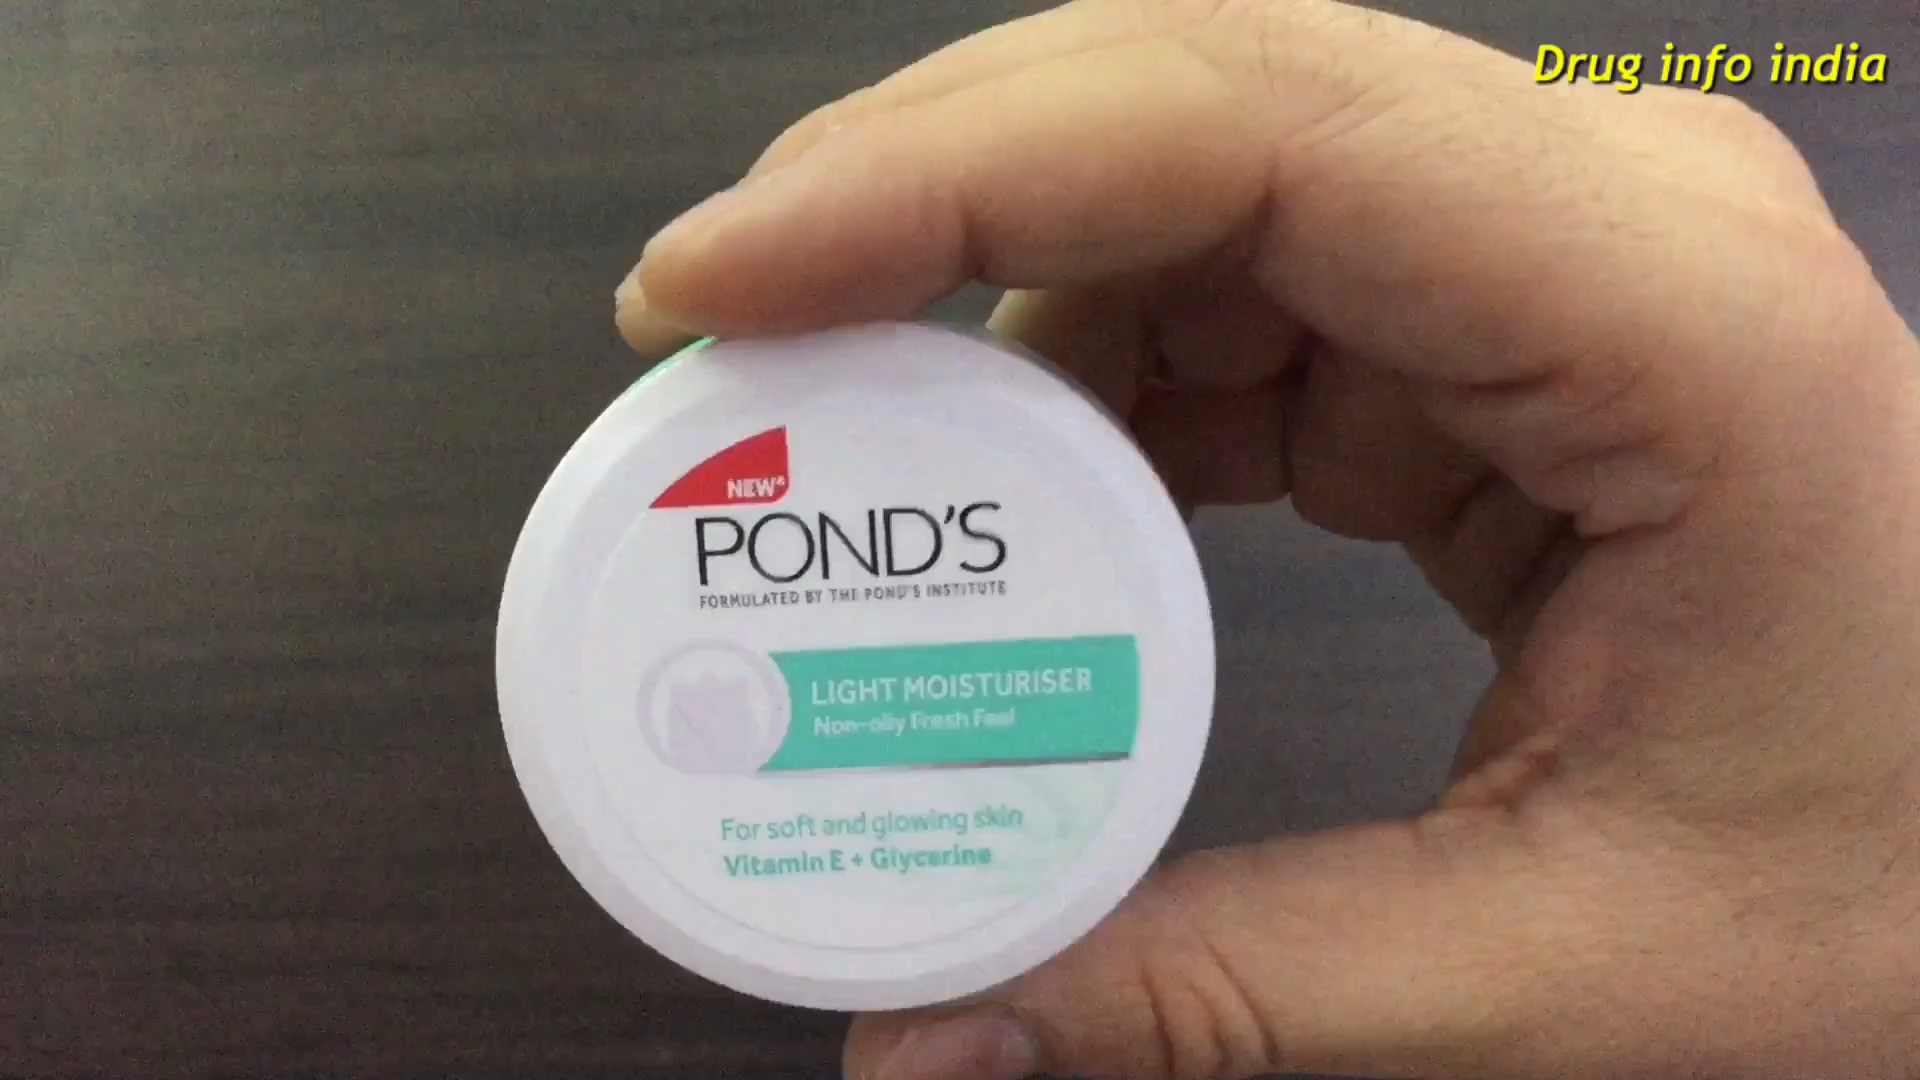 Drug info india
NEW*
POND'S
FORMULATED BY THE POND'S INSTITUTE
LIGHT MOISTURISER
Non-oily Fresh Feel
For soft and glowing skin
Vitamin E + Glycerine